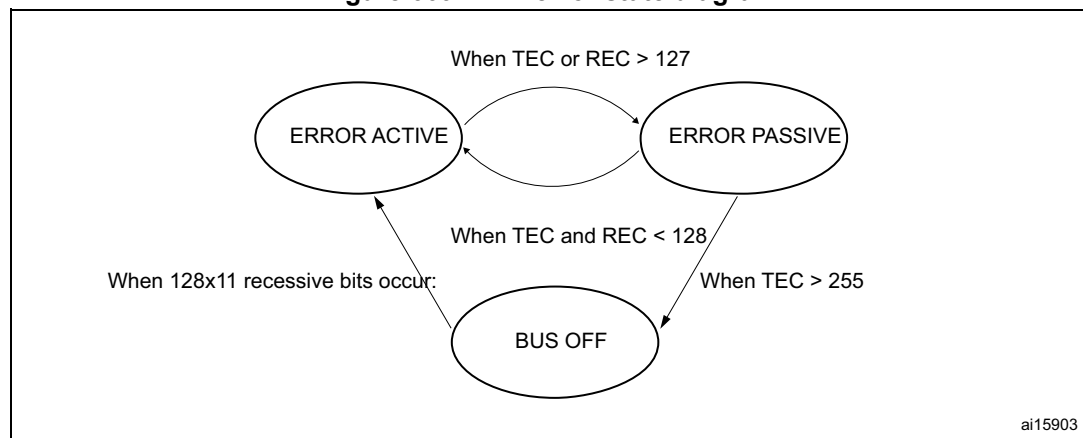 When TEC or REC > 127
ERROR ACTIVE
ERROR PASSIVE
When TEC and REC < 128
When 128x11 recessive bits occur:
When TEC > 255
BUS OFF
ai15903